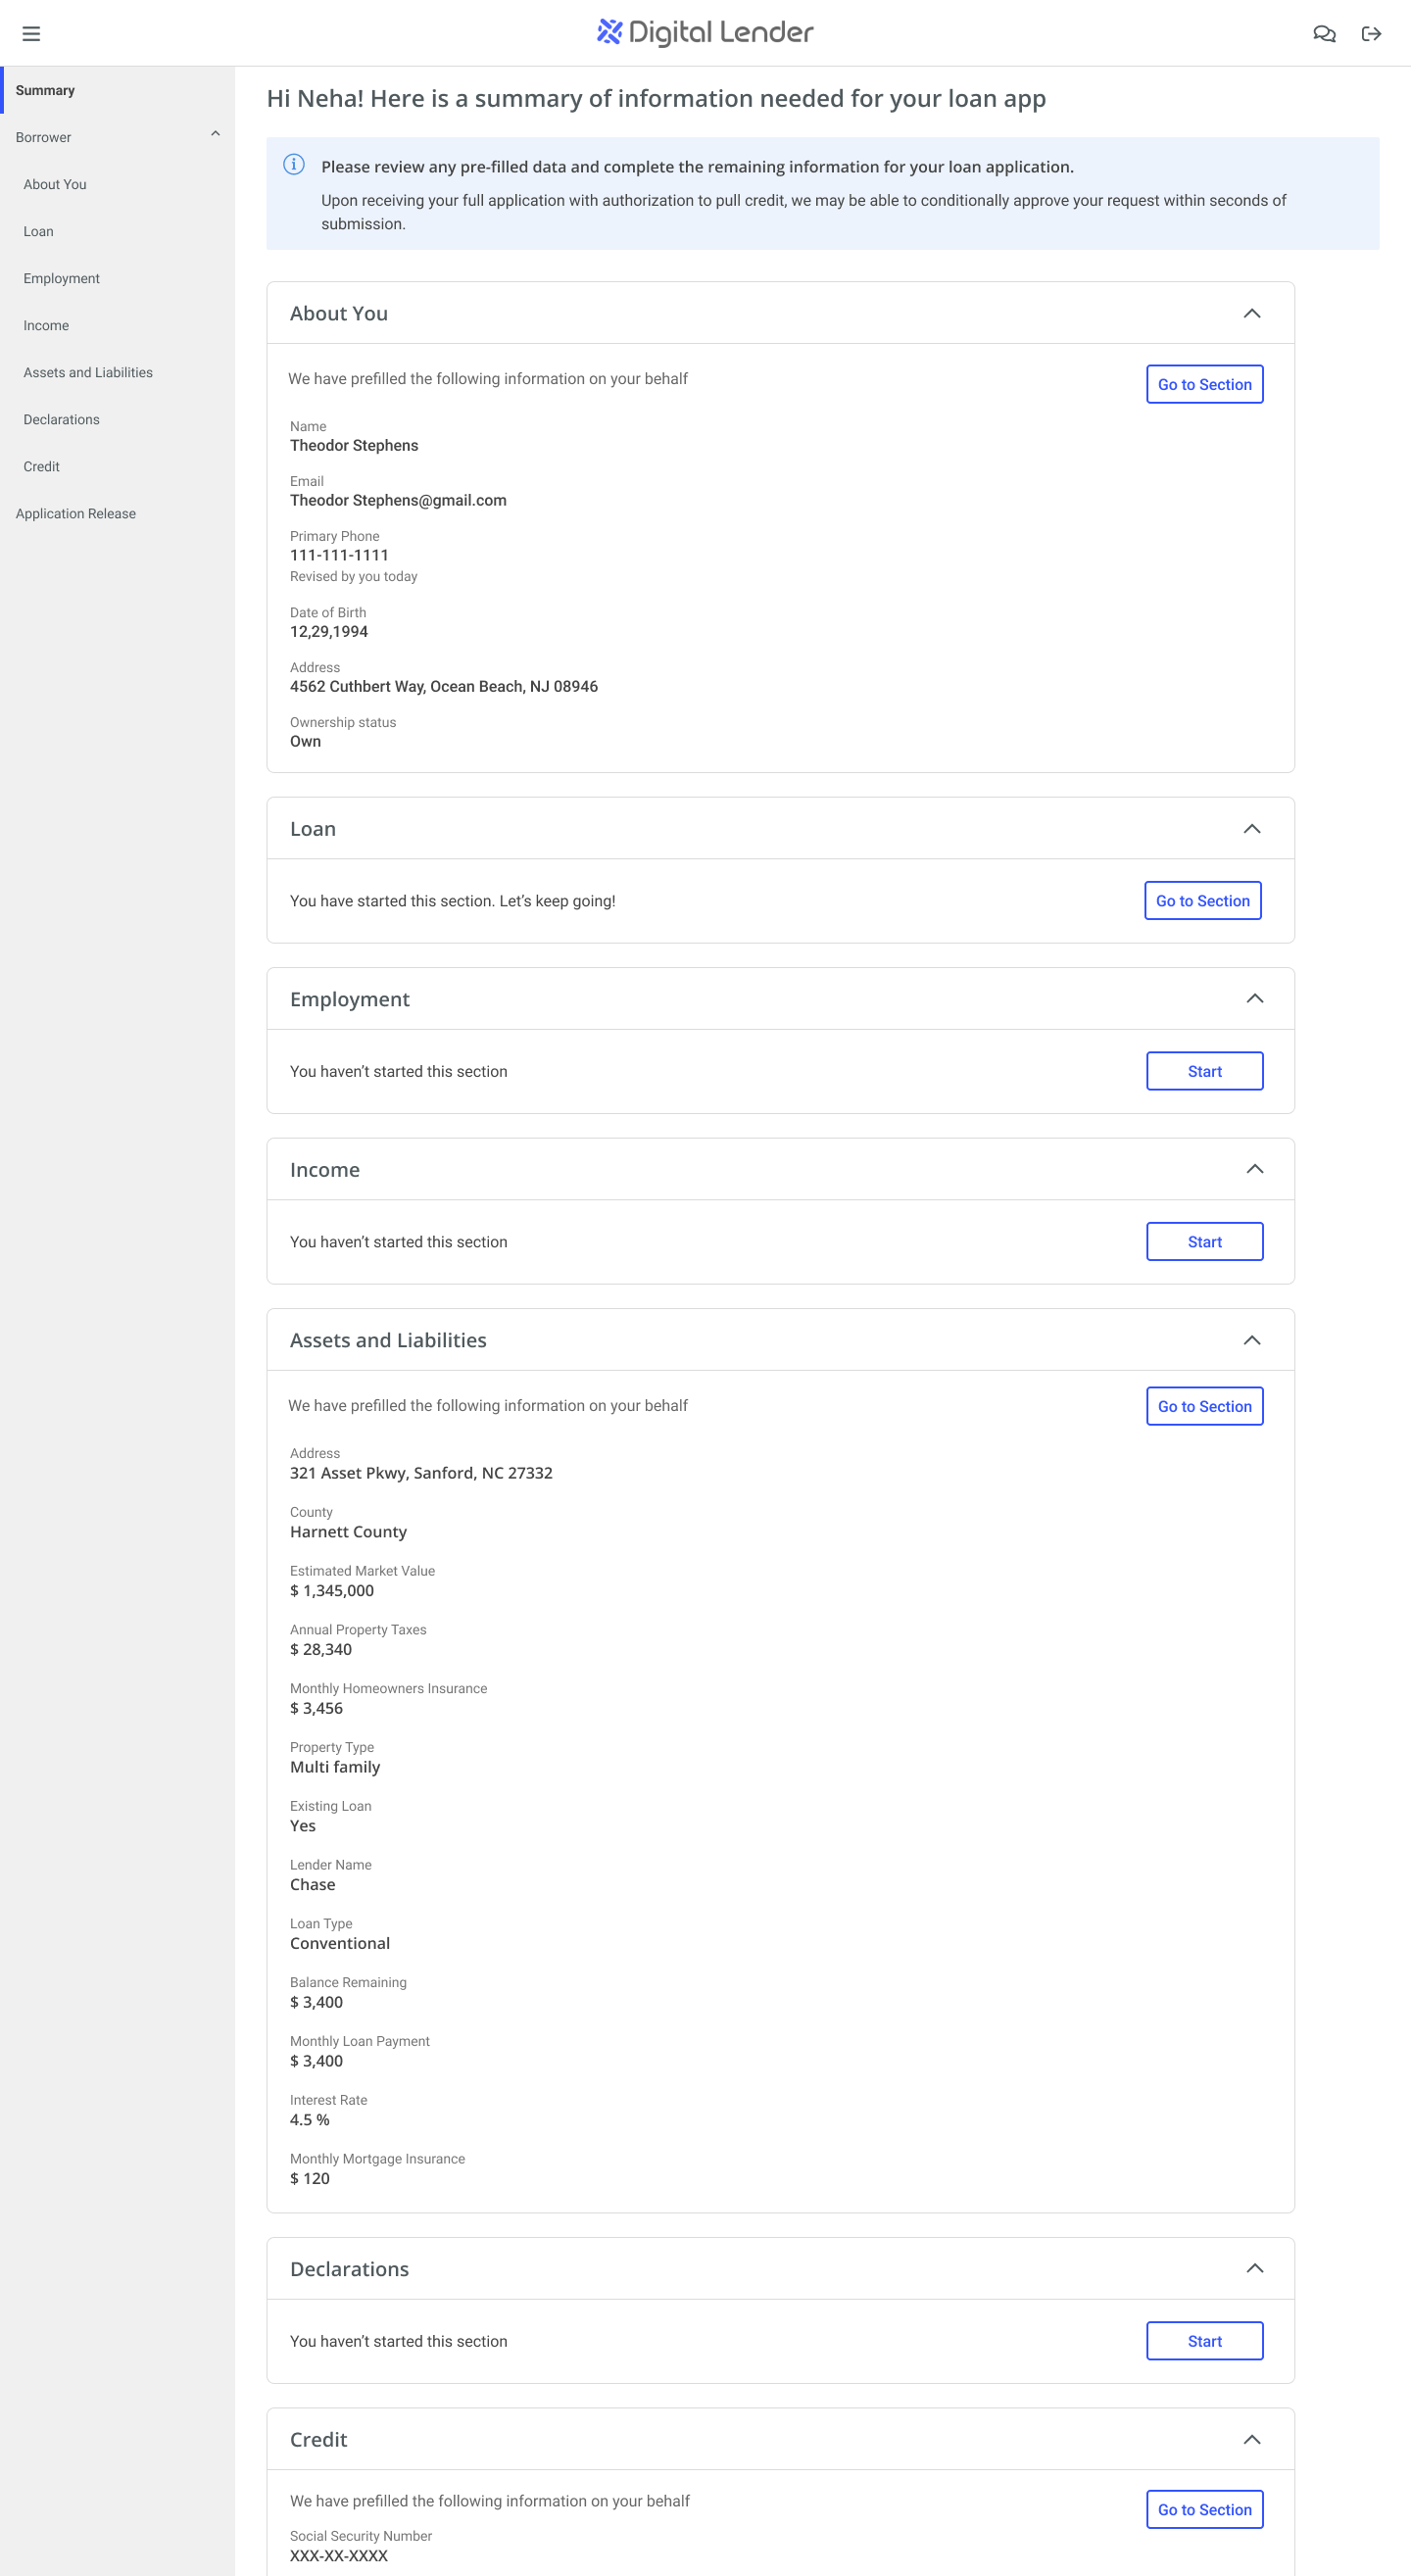 Digital Lender
Summary
Borrower
About You
Loan
Employment
Income
Assets and Liabilities
Declarations
Credit
Application Release
Hi Neha! Here is a summary of information needed for your loan app
Please review any pre-filled data and complete the remaining information for your loan application.
Upon receiving your full application with authorization to pull credit, we may be able to conditionally approve your request within seconds of
submission.
About You
We have prefilled the following information on your behalf
Go to Section
Name
Theodor Stephens
Email
Theodor Stephens@gmail.com
Primary Phone
111-111-1111
Revised by you today
Date of Birth
12,29,1994
Address
4562 Cuthbert Way, Ocean Beach, NJ 08946
Ownership status
Own
Loan
You have started this section. Let’s keep going!
Go to Section
Employment
You haven’t started this section
Start
Income
You haven’t started this section
Start
Assets and Liabilities
We have prefilled the following information on your behalf
Go to Section
Address
321 Asset Pkwy, Sanford, NC 27332
County
Harnett County
Estimated Market Value
$ 1,345,000
Annual Property Taxes
$ 28,340
Monthly Homeowners Insurance
$ 3,456
Property Type
Multi family
Existing Loan
Yes
Lender Name
Chase
Loan Type
Conventional
Balance Remaining
$ 3,400
Monthly Loan Payment
$ 3,400
Interest Rate
4.5 %
Monthly Mortgage Insurance
$ 120
Declarations
You haven’t started this section
Start
Credit
We have prefilled the following information on your behalf
Go to Section
Social Security Number
XXX-XX-XXXX